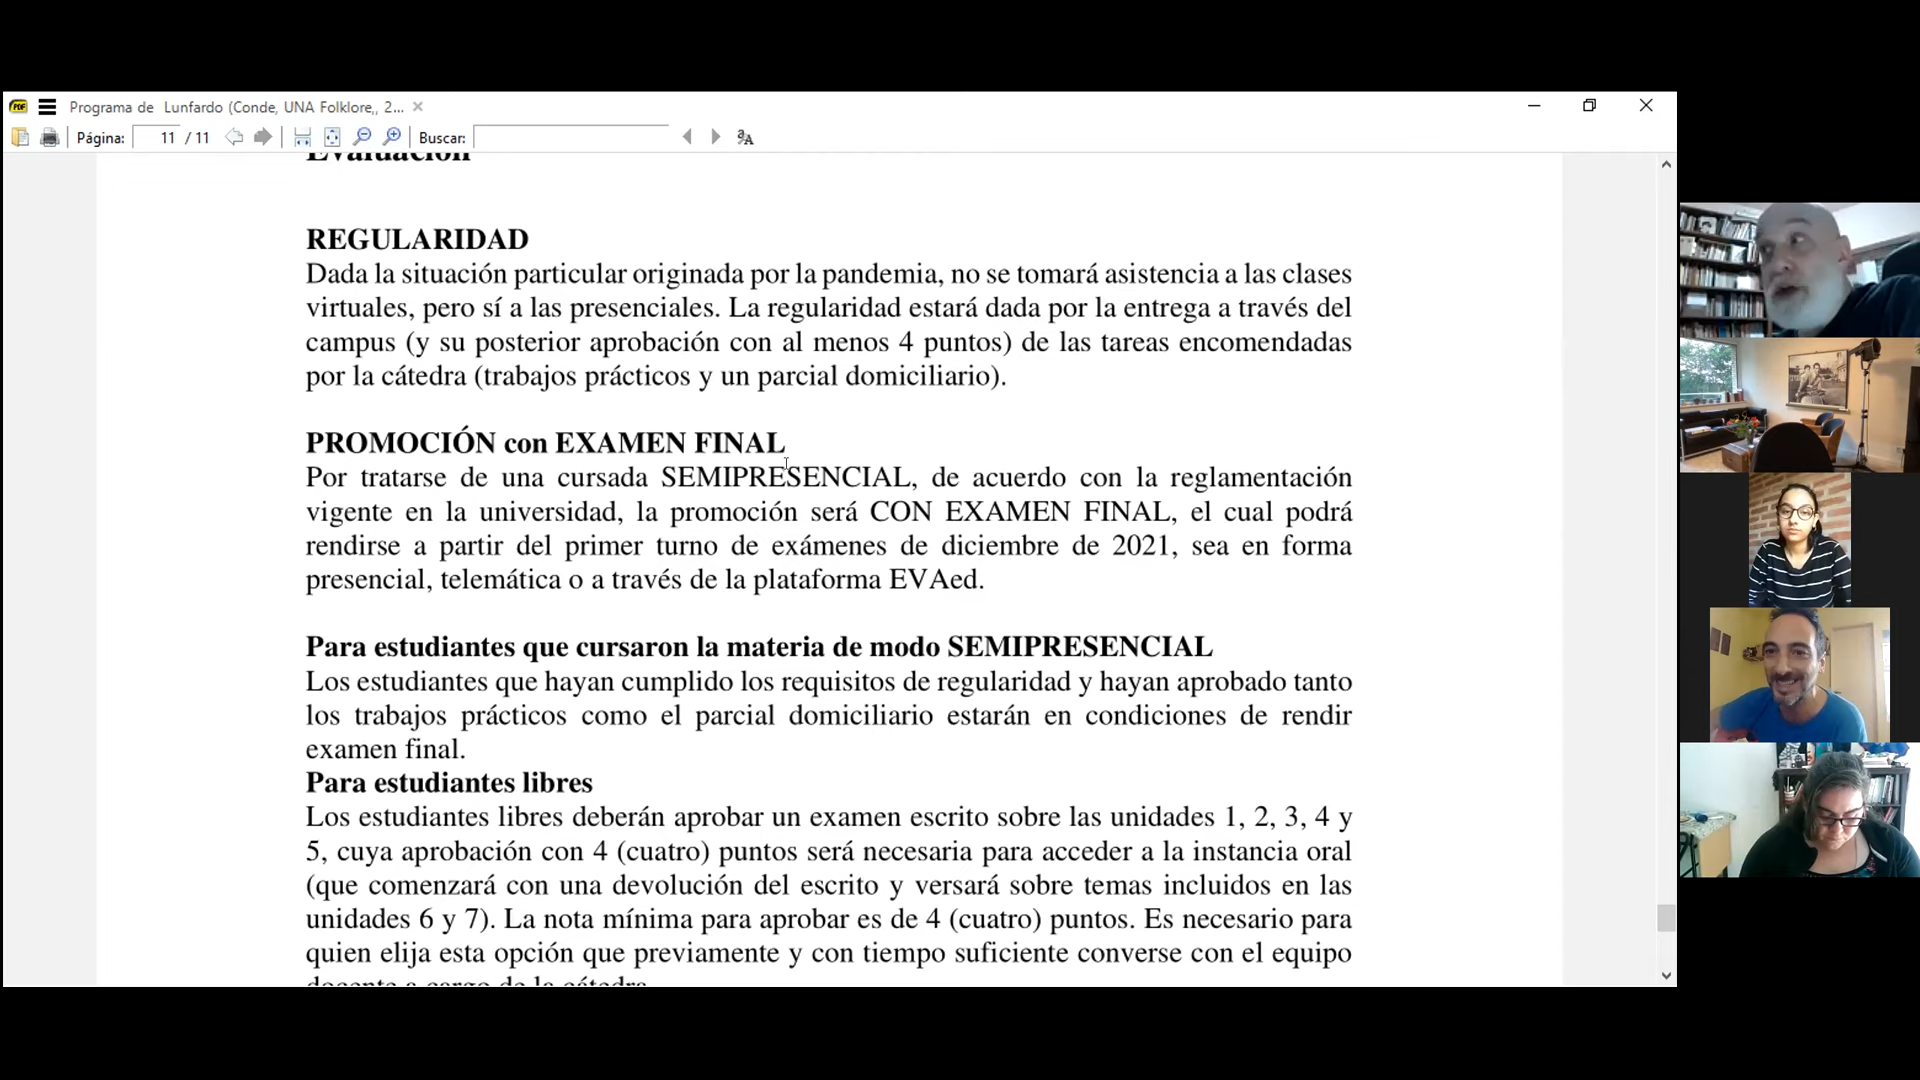 Programa de Lunfardo (Conde, UNA Folklore,, 2...
Página: 11 / 11 Buscar:
Evaluación
REGULARIDAD
Dada la situación particular originada por la pandemia, no se tomará asistencia a las clases
virtuales, pero sí a las presenciales. La regularidad estará dada por la entrega a través del
campus (y su posterior aprobación con al menos 4 puntos) de las tareas encomendadas
por la cátedra (trabajos prácticos y un parcial domiciliario).
PROMOCIÓN con EXAMEN FINAL
Por tratarse de una cursada SEMIPRESENCIAL, de acuerdo con la reglamentación
vigente en la universidad, la promoción será CON EXAMEN FINAL, el cual podrá
rendirse a partir del primer turno de exámenes de diciembre de 2021, sea en forma
presencial, telemática o a través de la plataforma EVAed.
Para estudiantes que cursaron la materia de modo SEMIPRESENCIAL
Los estudiantes que hayan cumplido los requisitos de regularidad y hayan aprobado tanto
los trabajos prácticos como el parcial domiciliario estarán en condiciones de rendir
examen final.
Para estudiantes libres
Los estudiantes libres deberán aprobar un examen escrito sobre las unidades 1, 2, 3, 4 y
5, cuya aprobación con 4 (cuatro) puntos será necesaria para acceder a la instancia oral
(que comenzará con una devolución del escrito y versará sobre temas incluidos en las
unidades 6 y 7). La nota mínima para aprobar es de 4 (cuatro) puntos. Es necesario para
quien elija esta opción que previamente y con tiempo suficiente converse con el equipo
docente a cargo de la cátedra